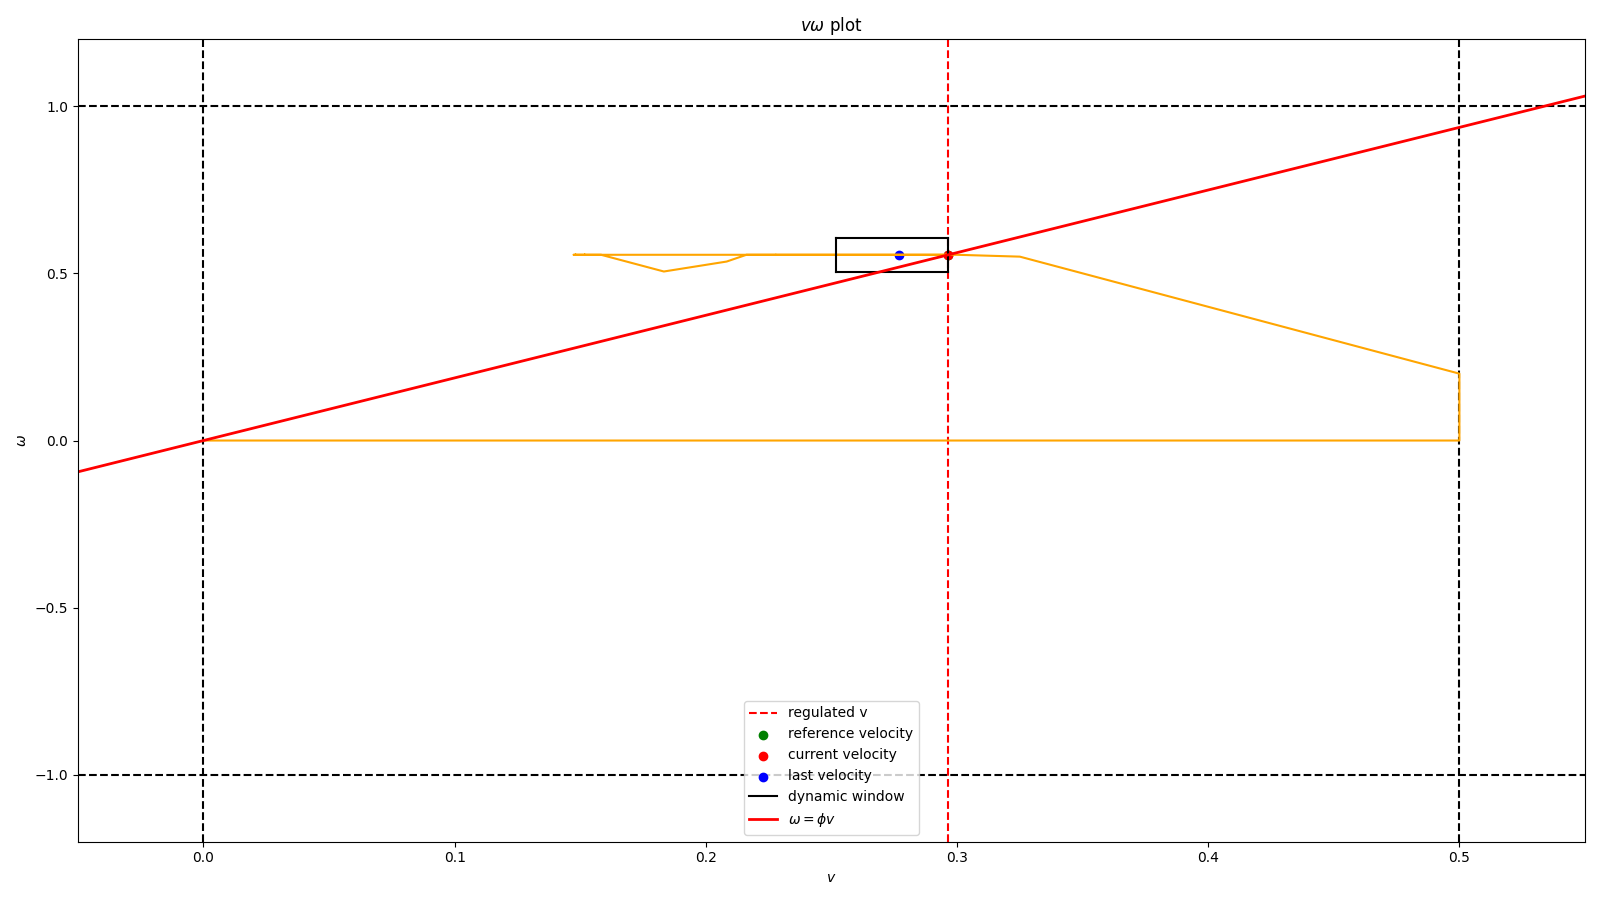 vω plot
1.0
0.5
0.0
−0.5
−1.0
ω
0.0
0.1
0.2
0.3
0.4
0.5
v
regulated v
reference velocity
current velocity
last velocity
dynamic window
ω = ϕv